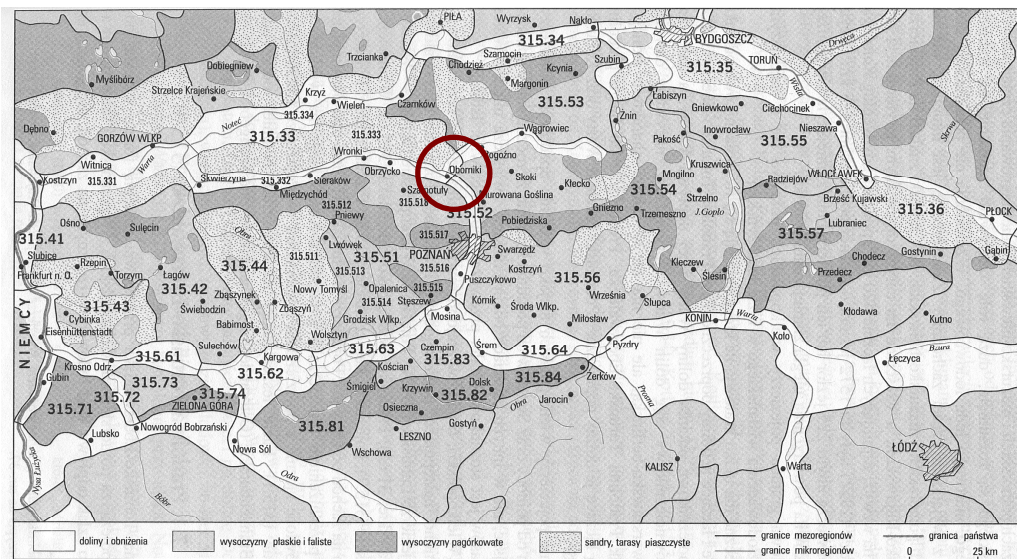 PIŁA
Wyrzysk
Nakło
315.34
BYDGOSZCZ
Drwęca
Trzcianka
Szamocin
Chodzież
Szubin
315.35
TORUŃ
Dobiegniew
Myślibórz
Margonin
Kcynia
Strzelce Krajeńskie
Krzyż
Wieleń
Czarnków
315.53
Łabiszyn
Gniewkowo
Ciechocinek
Wisła
Noteć
315.334
Żnin
Dębno
GORZÓW WLKP.
315.33
315.333
Wągrowiec
Pakość
Inowrocław
315.55
Nieszawa
Skrwa
Warta
Wronki
Rogoźno
Witnica
Oborniki
Kruszwica
Kostrzyn
315.331
Skwierzyna
315.332
Sieraków
Obrzycko
Skoki
Kłecko
315.54
Mogilno
Radziejów
WŁOCŁAWEK
Międzychód
Szamotuły
315.518
Murowana Goślina
Strzelno
Brześć Kujawski
315.512
315.52
Gniezno
Trzemeszno
J.Gopło
Lubraniec
315.36
PŁOCK
Ośno
Sulęcin
Pniewy
Pobiedziska
315.41
Obra
Lwówek
315.517
315.57
Gostynin
Gąbin
Słubice
Rzepin
315.44
315.511
315.51
POZNAŃ
Swarzędz
Chodecz
Frankfurt n. O.
Torzym
Łagów
315.513
315.516
Kostrzyń
Kleczew
Ślesin
Przedecz
315.42
Zbąszynek
Nowy Tomyśl
Opalenica
315.515
Puszczykowo
315.56
315.43
Świebodzin
Zbąszyń
315.514
Stęszew
Kórnik
Września
Słupca
Kłodawa
Cybinka
Babimost
Grodzisk Wlkp.
Środa Wlkp.
Kutno
NIEMCY
Eisenhüttenstadt
Mosina
Miłosław
KONIN
Warta
Koło
Wolsztyn
Sulechów
315.63
Czempin
Śrem
315.64
Pyzdry
Bzura
315.61
Kargowa
315.83
Łęczyca
Krosno Odrz.
315.62
Kościan
Gubin
315.73
Śmigiel
Krzywin
Dolsk
315.84
Żerków
Prosna
315.72
315.74
315.82
315.71
ZIELONA GÓRA
Osieczna
Obra
Jarocin
Lubsko
Nowogród Bobrzański
315.81
LESZNO
Gostyń
Nysa Łużycka
Nowa Sól
Wschowa
ŁÓDŹ
KALISZ
Odra
Warta
Bóbr
doliny i obniżenia
wysoczyzny płaskie i faliste
wysoczyzny pagórkowate
sandry, tarasy piaszczyste
granice mezoregionów
granice mikroregionów
granica państwa
0 25 km